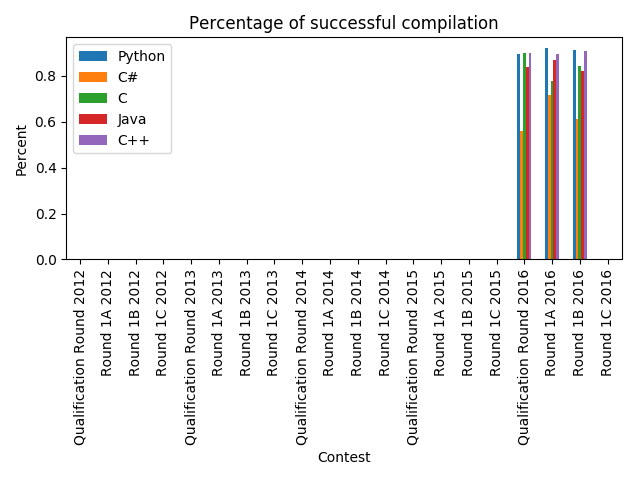 Percentage of successful compilation
Percent
0.8
0.6
0.4
0.2
0.0
Python
C#
C
Java
C++
Qualification Round 2012
Round 1A 2012
Round 1B 2012
Round 1C 2012
Qualification Round 2013
Round 1A 2013
Round 1B 2013
Round 1C 2013
Qualification Round 2014
Round 1A 2014
Round 1B 2014
Round 1C 2014
Qualification Round 2015
Round 1A 2015
Round 1B 2015
Round 1C 2015
Qualification Round 2016
Round 1A 2016
Round 1B 2016
Round 1C 2016
Contest